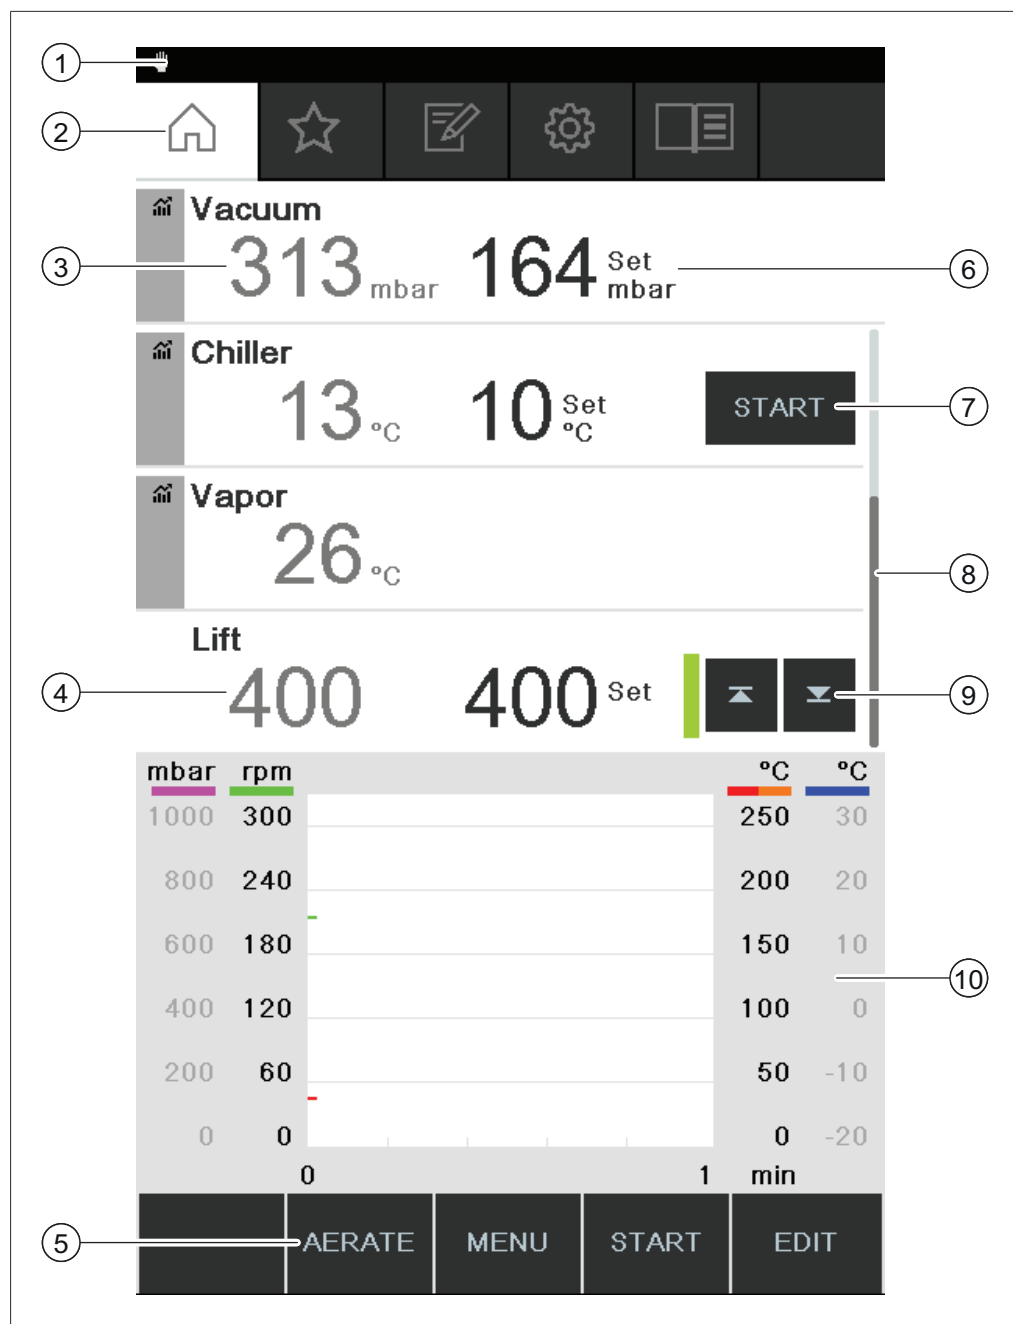 1
2
Vacuum
3
313 mbar 164 Set mbar
6
Chiller
13 °C 10 Set °C START
7
Vapor
26 °C
8
Lift
4
400 400 Set
9
mbar rpm °C °C
1000 300 250 30
800 240 200 20
600 180 150 10
10
400 120 100 0
200 60 50 -10
0 0 0 -20
0 1 min
5
AERATE MENU START EDIT